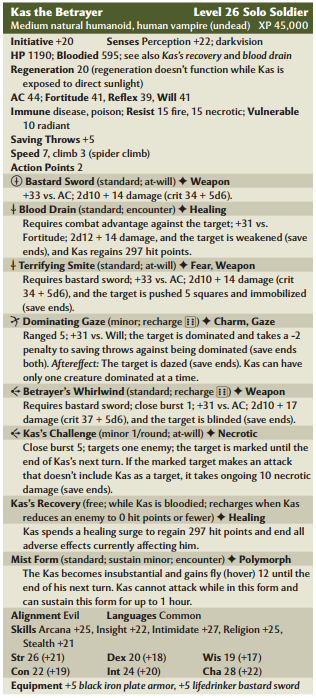 Kas the Betrayer Level 26 Solo Soldier
Medium natural humanoid, human vampire (undead) XP 45,000
Initiative +20 Senses Perception +22; darkvision
HP 1190; Bloodied 595; see also Kas's recovery and blood drain
Regeneration 20 (regeneration doesn't function while Kas is
exposed to direct sunlight)
AC 44; Fortitude 41, Reflex 39, Will 41
Immune disease, poison; Resist 15 fire, 15 necrotic; Vulnerable
10 radiant
Saving Throws +5
Speed 7, climb 3 (spider climb)
Action Points 2
Bastard Sword (standard; at-will) ✦ Weapon
+33 vs. AC; 2d10 + 14 damage (crit 34 + 5d6).
Blood Drain (standard; encounter) ✦ Healing
Requires combat advantage against the target; +31 vs.
Fortitude; 2d12 + 14 damage, and the target is weakened (save
ends), and Kas regains 297 hit points.
Terrifying Smite (standard; at-will) ✦ Fear, Weapon
Requires bastard sword; +33 vs. AC; 2d10 + 14 damage (crit
34 + 5d6), and the target is pushed 5 squares and immobilized
(save ends).
Dominating Gaze (minor; recharge ⚅) ✦ Charm, Gaze
Ranged 5; +31 vs. Will; the target is dominated and takes a -2
penalty to saving throws against being dominated (save ends
both). Aftereffect: The target is dazed (save ends). Kas can have
only one creature dominated at a time.
Betrayer's Whirlwind (standard; recharge ⚅) ✦ Weapon
Requires bastard sword; close burst 1; +31 vs. AC; 2d10 + 17
damage (crit 37 + 5d6), and the target is blinded (save ends).
Kas's Challenge (minor 1/round; at-will) ✦ Necrotic
Close burst 5; targets one enemy; the target is marked until the
end of Kas's next turn. If the marked target makes an attack
that doesn't include Kas as a target, it takes ongoing 10 necrotic
damage (save ends).
Kas's Recovery (free; while Kas is bloodied; recharges when Kas
reduces an enemy to 0 hit points or fewer) ✦ Healing
Kas spends a healing surge to regain 297 hit points and end all
adverse effects currently affecting him.
Mist Form (standard; sustain minor; encounter) ✦ Polymorph
The Kas becomes insubstantial and gains fly (hover) 12 until the
end of his next turn. Kas cannot attack while in this form and
can sustain this form for up to 1 hour.
Alignment Evil Languages Common
Skills Arcana +25, Insight +22, Intimidate +27, Religion +25,
Stealth +21
Str 26 (+21) Dex 20 (+18) Wis 19 (+17)
Con 22 (+19) Int 24 (+20) Cha 28 (+22)
Equipment +5 black iron plate armor, +5 lifedrinker bastard sword